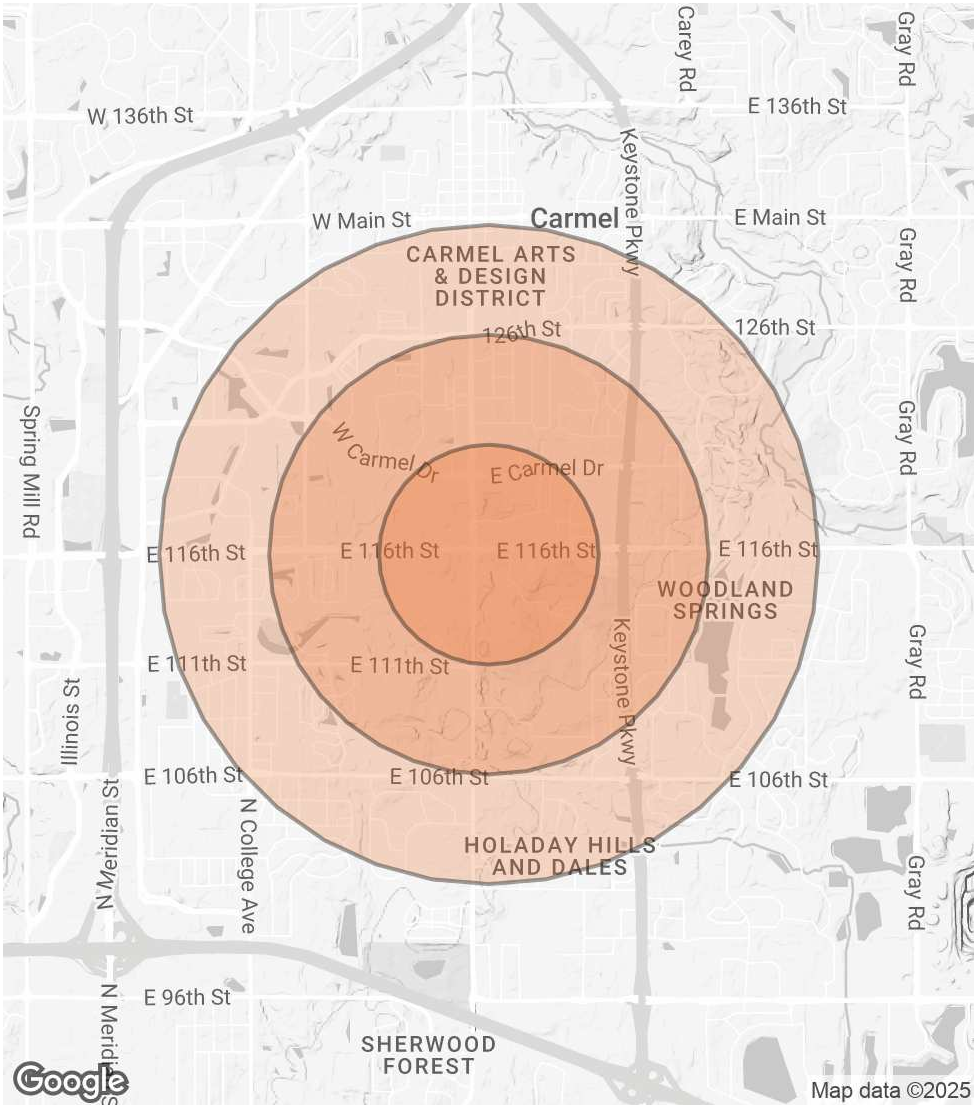 Carey Rd
Gray Rd
W 136th St
E 136th St
Keystone Pkwy
W Main St
Carmel
E Main St
CARMEL ARTS
& DESIGN
DISTRICT
Gray Rd
126th St
126th St
Spring Mill Rd
W Carmel Dr
E Carmel Dr
Gray Rd
E 116th St
E 116th St
E 116th St
E 116th St
WOODLAND
SPRINGS
Keystone Pkwy
E 111th St
E 111th St
Gray Rd
Illinois St
E 106th St
E 106th St
E 106th St
N Meridian St
N College Ave
HOLADAY HILLS
AND DALES
Gray Rd
E 96th St
N Meridian S
SHERWOOD
FOREST
Google
Map data ©2025